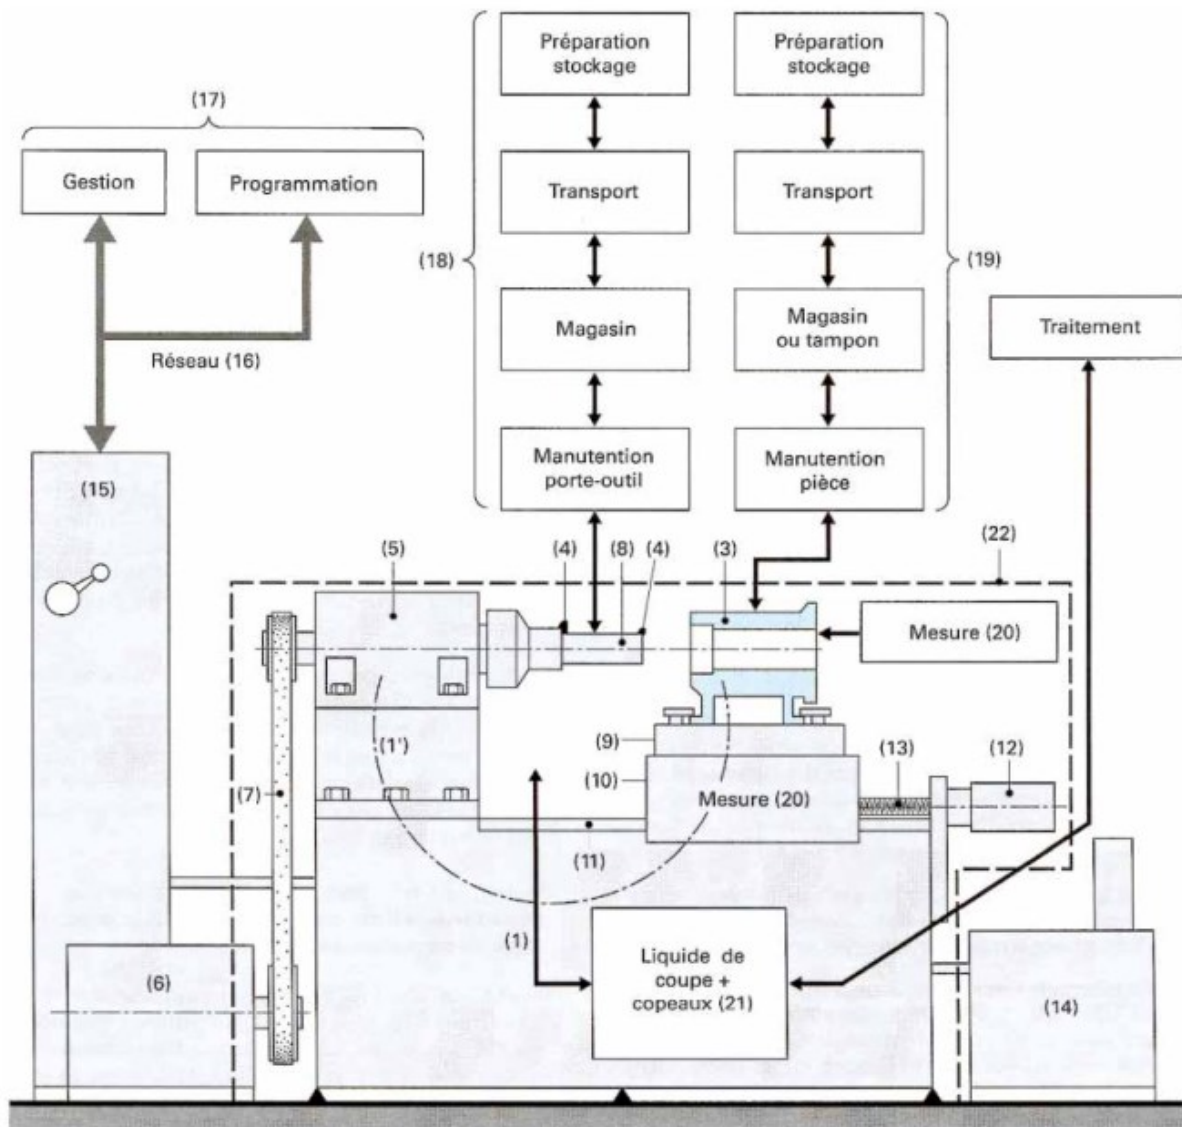 Préparation
stockage
Préparation
stockage
(17)
Gestion
Programmation
Transport
Transport
(18)
(19)
Magasin
Magasin
ou tampon
Traitement
Réseau (16)
Manutention
porte-outil
Manutention
pièce
(15)
(5)
(4)
(8)
(4)
(3)
(22)
Mesure (20)
(1')
(9)
(10)
(13)
(12)
(7)
Mesure (20)
(11)
(1)
Liquide de
coupe +
copeaux (21)
(6)
(14)